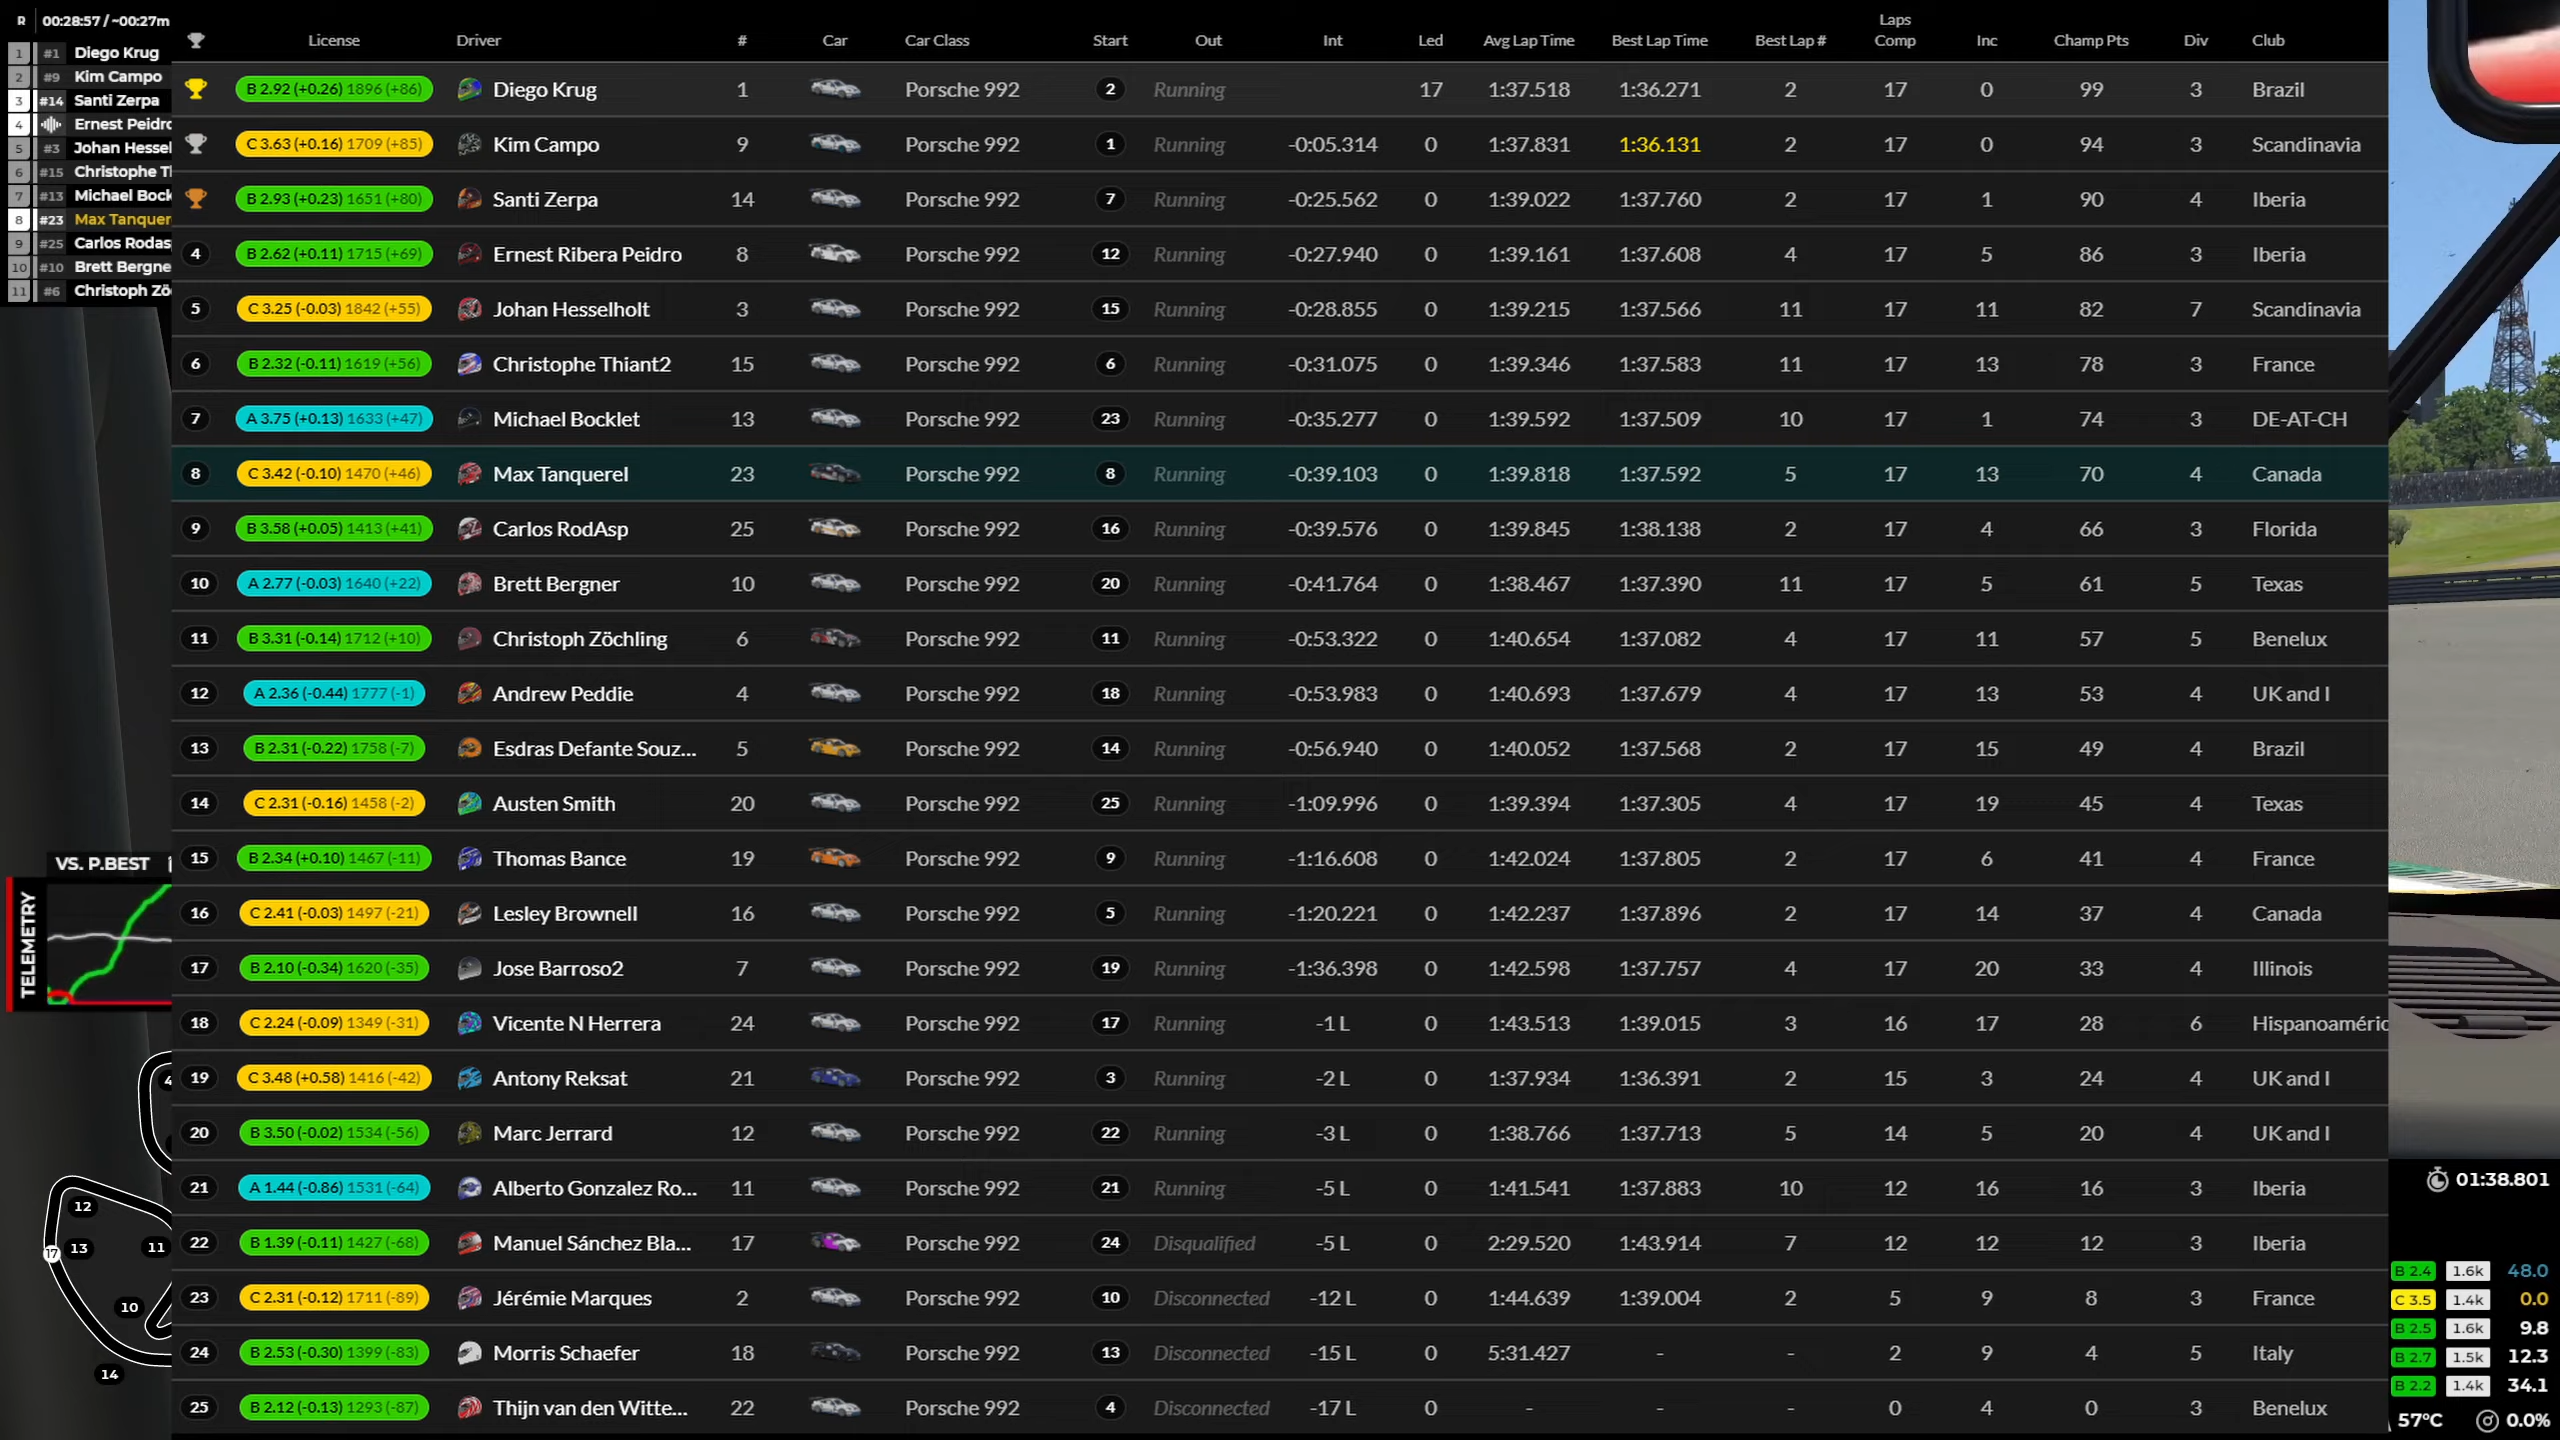 R 00:28:57 / ~00:27m
1 #1 Diego Krug
2 #9 Kim Campo
3 #14 Santi Zerpa
4 Ernest Peidro
5 #3 Johan Hessel
6 #15 Christophe T
7 #13 Michael Bock
8 #23 Max Tanquer
9 #25 Carlos Rodas
10 #10 Brett Bergne
11 #6 Christoph Zö
License Driver # Car Car Class Start Out Int Led Avg Lap Time Best Lap Time Best Lap # Laps Comp Inc Champ Pts Div Club
B 2.92 (+0.26) 1896 (+86) Diego Krug 1 Porsche 992 2 Running 17 1:37.518 1:36.271 2 17 0 99 3 Brazil
C 3.63 (+0.16) 1709 (+85) Kim Campo 9 Porsche 992 1 Running -0:05.314 0 1:37.831 1:36.131 2 17 0 94 3 Scandinavia
B 2.93 (+0.23) 1651 (+80) Santi Zerpa 14 Porsche 992 7 Running -0:25.562 0 1:39.022 1:37.760 2 17 1 90 4 Iberia
4 B 2.62 (+0.11) 1715 (+69) Ernest Ribera Peidro 8 Porsche 992 12 Running -0:27.940 0 1:39.161 1:37.608 4 17 5 86 3 Iberia
5 C 3.25 (-0.03) 1842 (+55) Johan Hesselholt 3 Porsche 992 15 Running -0:28.855 0 1:39.215 1:37.566 11 17 11 82 7 Scandinavia
6 B 2.32 (-0.11) 1619 (+56) Christophe Thiant2 15 Porsche 992 6 Running -0:31.075 0 1:39.346 1:37.583 11 17 13 78 3 France
7 A 3.75 (+0.13) 1633 (+47) Michael Bocklet 13 Porsche 992 23 Running -0:35.277 0 1:39.592 1:37.509 10 17 1 74 3 DE-AT-CH
8 C 3.42 (-0.10) 1470 (+46) Max Tanquerel 23 Porsche 992 8 Running -0:39.103 0 1:39.818 1:37.592 5 17 13 70 4 Canada
9 B 3.58 (+0.05) 1413 (+41) Carlos RodAsp 25 Porsche 992 16 Running -0:39.576 0 1:39.845 1:38.138 2 17 4 66 3 Florida
10 A 2.77 (-0.03) 1640 (+22) Brett Bergner 10 Porsche 992 20 Running -0:41.764 0 1:38.467 1:37.390 11 17 5 61 5 Texas
11 B 3.31 (-0.14) 1712 (+10) Christoph Zöchling 6 Porsche 992 11 Running -0:53.322 0 1:40.654 1:37.082 4 17 11 57 5 Benelux
12 A 2.36 (-0.44) 1777 (-1) Andrew Peddie 4 Porsche 992 18 Running -0:53.983 0 1:40.693 1:37.679 4 17 13 53 4 UK and I
13 B 2.31 (-0.22) 1758 (-7) Esdras Defante Souz... 5 Porsche 992 14 Running -0:56.940 0 1:40.052 1:37.568 2 17 15 49 4 Brazil
14 C 2.31 (-0.16) 1458 (-2) Austen Smith 20 Porsche 992 25 Running -1:09.996 0 1:39.394 1:37.305 4 17 19 45 4 Texas
15 B 2.34 (+0.10) 1467 (-11) Thomas Bance 19 Porsche 992 9 Running -1:16.608 0 1:42.024 1:37.805 2 17 6 41 4 France
16 C 2.41 (-0.03) 1497 (-21) Lesley Brownell 16 Porsche 992 5 Running -1:20.221 0 1:42.237 1:37.896 2 17 14 37 4 Canada
17 B 2.10 (-0.34) 1620 (-35) Jose Barroso2 7 Porsche 992 19 Running -1:36.398 0 1:42.598 1:37.757 4 17 20 33 4 Illinois
18 C 2.24 (-0.09) 1349 (-31) Vicente N Herrera 24 Porsche 992 17 Running -1 L 0 1:43.513 1:39.015 3 16 17 28 6 Hispanoaméric
19 C 3.48 (+0.58) 1416 (-42) Antony Reksat 21 Porsche 992 3 Running -2 L 0 1:37.934 1:36.391 2 15 3 24 4 UK and I
20 B 3.50 (-0.02) 1534 (-56) Marc Jerrard 12 Porsche 992 22 Running -3 L 0 1:38.766 1:37.713 5 14 5 20 4 UK and I
21 A 1.44 (-0.86) 1531 (-64) Alberto Gonzalez Ro... 11 Porsche 992 21 Running -5 L 0 1:41.541 1:37.883 10 12 16 16 3 Iberia
22 B 1.39 (-0.11) 1427 (-68) Manuel Sánchez Bla... 17 Porsche 992 24 Disqualified -5 L 0 2:29.520 1:43.914 7 12 12 12 3 Iberia
23 C 2.31 (-0.12) 1711 (-89) Jérémie Marques 2 Porsche 992 10 Disconnected -12 L 0 1:44.639 1:39.004 2 5 9 8 3 France
24 B 2.53 (-0.30) 1399 (-83) Morris Schaefer 18 Porsche 992 13 Disconnected -15 L 0 5:31.427 - - 2 9 4 5 Italy
25 B 2.12 (-0.13) 1293 (-87) Thijn van den Witte... 22 Porsche 992 4 Disconnected -17 L 0 - - - 0 4 0 3 Benelux
VS. P.BEST
TELEMETRY
4
12
17 13 11
10
14
01:38.801
B 2.4 1.6k 48.0
C 3.5 1.4k 0.0
B 2.5 1.6k 9.8
B 2.7 1.5k 12.3
B 2.2 1.4k 34.1
57°C 0.0%